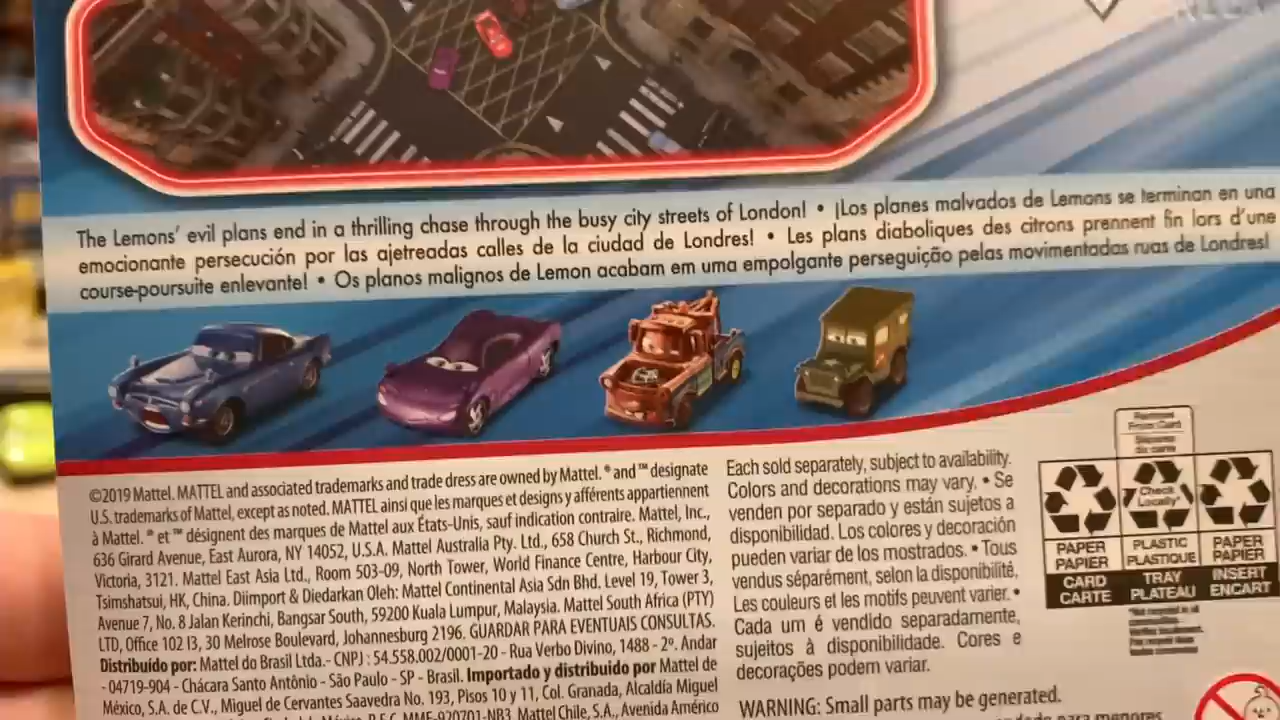 The Lemons' evil plans end in a thrilling chase through the busy city streets of London! • ¡Los planes malvados de Lemons se terminan en una
emocionante persecución por las ajetreadas calles de la ciudad de Londres! • Les plans diaboliques des citrons prennent fin lors d'une
course-poursuite enlevante! • Os planos malignos de Lemon acabam em uma empolgante perseguição pelas movimentadas ruas de Londres!
©2019 Mattel. MATTEL and associated trademarks and trade dress are owned by Mattel. ® and ™ designate
U.S. trademarks of Mattel, except as noted. MATTEL ainsi que les marques et designs y afférents appartiennent
à Mattel. ® et ™ désignent des marques de Mattel aux États-Unis, sauf indication contraire. Mattel, Inc.,
636 Girard Avenue, East Aurora, NY 14052, U.S.A. Mattel Australia Pty. Ltd., 658 Church St., Richmond,
Victoria, 3121. Mattel East Asia Ltd., Room 503-09, North Tower, World Finance Centre, Harbour City,
Tsimshatsui, HK, China. Diimport & Diedarkan Oleh: Mattel Continental Asia Sdn Bhd. Level 19, Tower 3,
Avenue 7, No. 8 Jalan Kerinchi, Bangsar South, 59200 Kuala Lumpur, Malaysia. Mattel South Africa (PTY)
LTD, Office 102 I3, 30 Melrose Boulevard, Johannesburg 2196. GUARDAR PARA EVENTUAIS CONSULTAS.
Distribuído por: Mattel do Brasil Ltda.- CNPJ : 54.558.002/0001-20 - Rua Verbo Divino, 1488 - 2º. Andar
- 04719-904 - Chácara Santo Antônio - São Paulo - SP - Brasil. Importado y distribuido por Mattel de
México, S.A. de C.V., Miguel de Cervantes Saavedra No. 193, Pisos 10 y 11, Col. Granada, Alcaldía Miguel
México R.F.C. MME-920701-NB3. Mattel Chile, S.A., Avenida Américo
Each sold separately, subject to availability.
Colors and decorations may vary. • Se
venden por separado y están sujetos a
disponibilidad. Los colores y decoración
pueden variar de los mostrados. • Tous
vendus séparément, selon la disponibilité.
Les couleurs et les motifs peuvent varier. •
Cada um é vendido separadamente,
sujeitos à disponibilidade. Cores e
decorações podem variar.
WARNING: Small parts may be generated.
para menores
Remove
From Card
Check
Locally*
PAPER
PAPIER
PLASTIC
PLASTIQUE
PAPER
PAPIER
CARD
CARTE
TRAY
PLATEAU
INSERT
ENCART